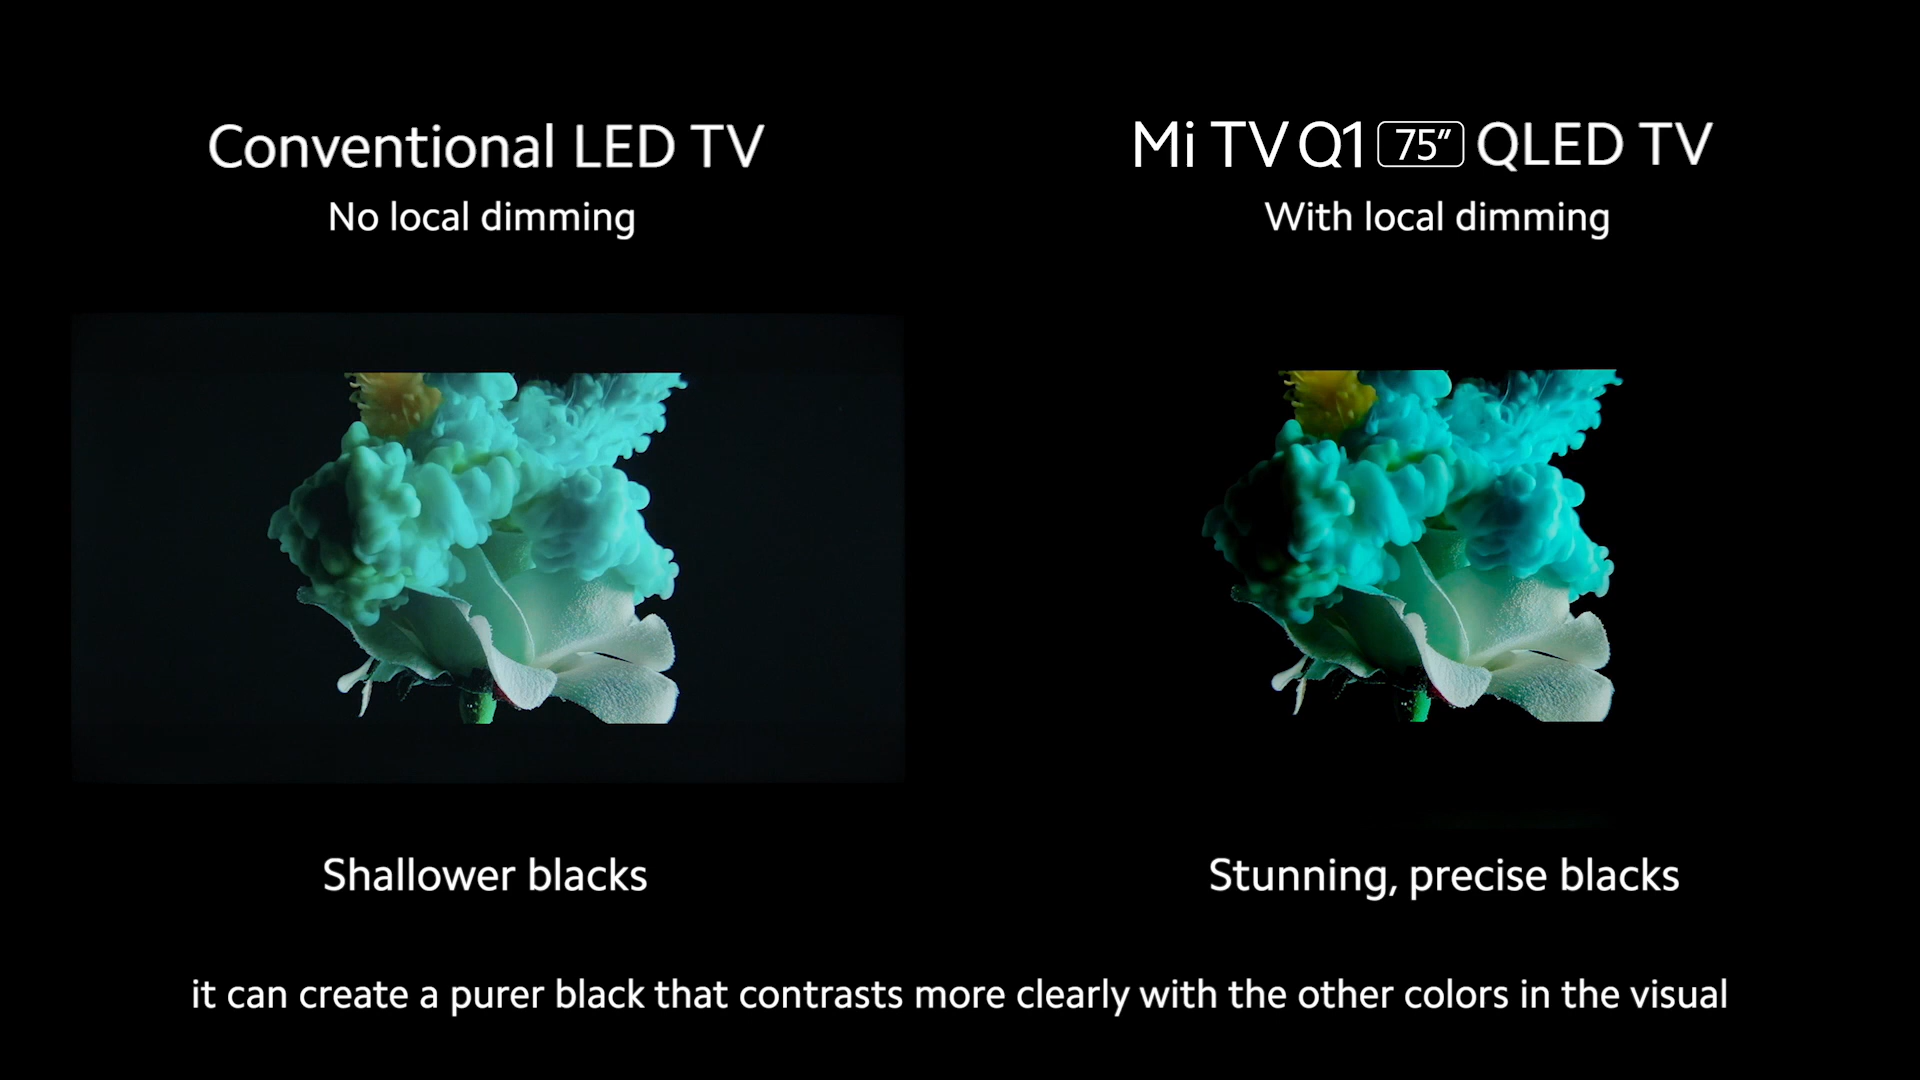 Conventional LED TV
No local dimming
Mi TV Q1 75″ QLED TV
With local dimming
Shallower blacks
Stunning, precise blacks
it can create a purer black that contrasts more clearly with the other colors in the visual